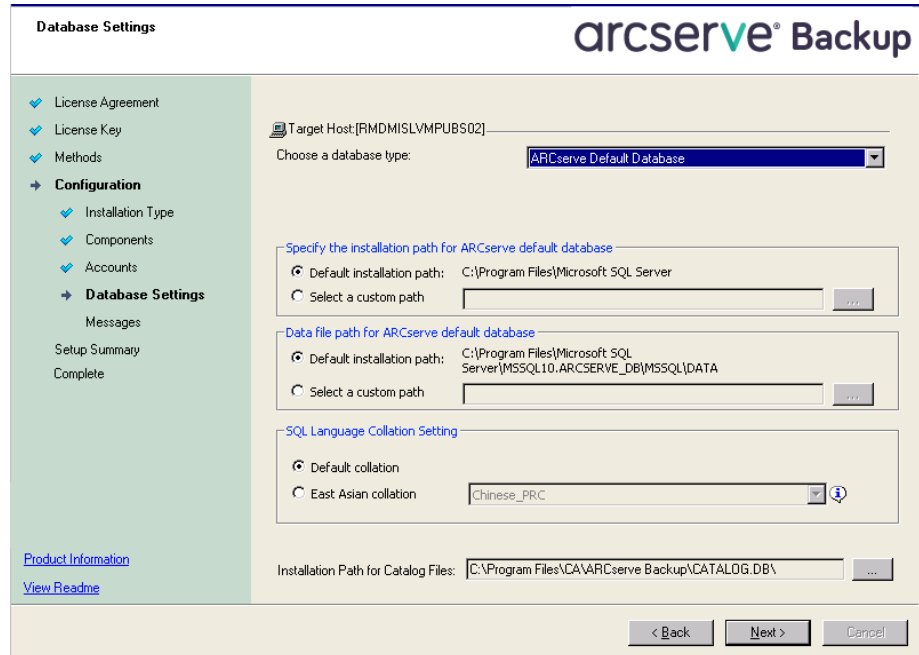 Database Settings
arcserve® Backup
License Agreement
License Key
Methods
Configuration
Installation Type
Components
Accounts
Database Settings
Messages
Setup Summary
Complete
Product Information
View Readme
Target Host:[RMDMISLVMPUBS02]
Choose a database type:
ARCserve Default Database
Specify the installation path for ARCserve default database
Default installation path: C:\Program Files\Microsoft SQL Server
Select a custom path
...
Data file path for ARCserve default database
Default installation path: C:\Program Files\Microsoft SQL
Server\MSSQL10.ARCSERVE_DB\MSSQL\DATA
Select a custom path
...
SQL Language Collation Setting
Default collation
East Asian collation
Chinese_PRC
Installation Path for Catalog Files: C:\Program Files\CA\ARCserve Backup\CATALOG.DB\
...
< Back
Next >
Cancel